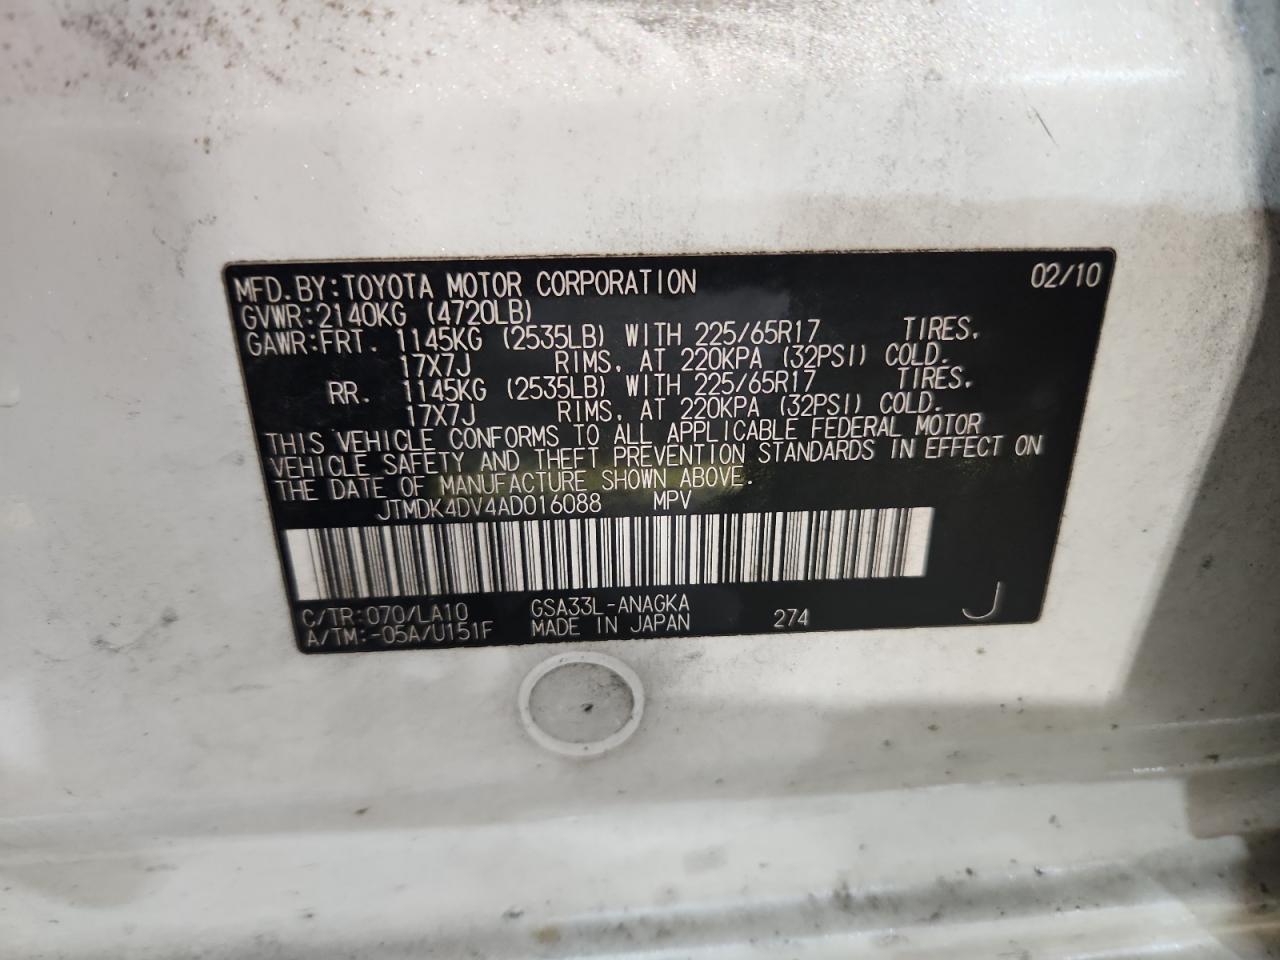 MFD. BY: TOYOTA MOTOR CORPORATION 02/10
GVWR: 2140KG (4720LB)
GAWR: FRT. 1145KG (2535LB) WITH 225/65R17 TIRES,
17X7J RIMS, AT 220KPA (32PSI) COLD.
RR. 1145KG (2535LB) WITH 225/65R17 TIRES,
17X7J RIMS, AT 220KPA (32PSI) COLD.
THIS VEHICLE CONFORMS TO ALL APPLICABLE FEDERAL MOTOR
VEHICLE SAFETY AND THEFT PREVENTION STANDARDS IN EFFECT ON
THE DATE OF MANUFACTURE SHOWN ABOVE.
JTMDK4DV4AD016088 MPV
C/TR: 070/LA10 GSA33L-ANAGKA
A/TM: -05A/U151F MADE IN JAPAN 274 J